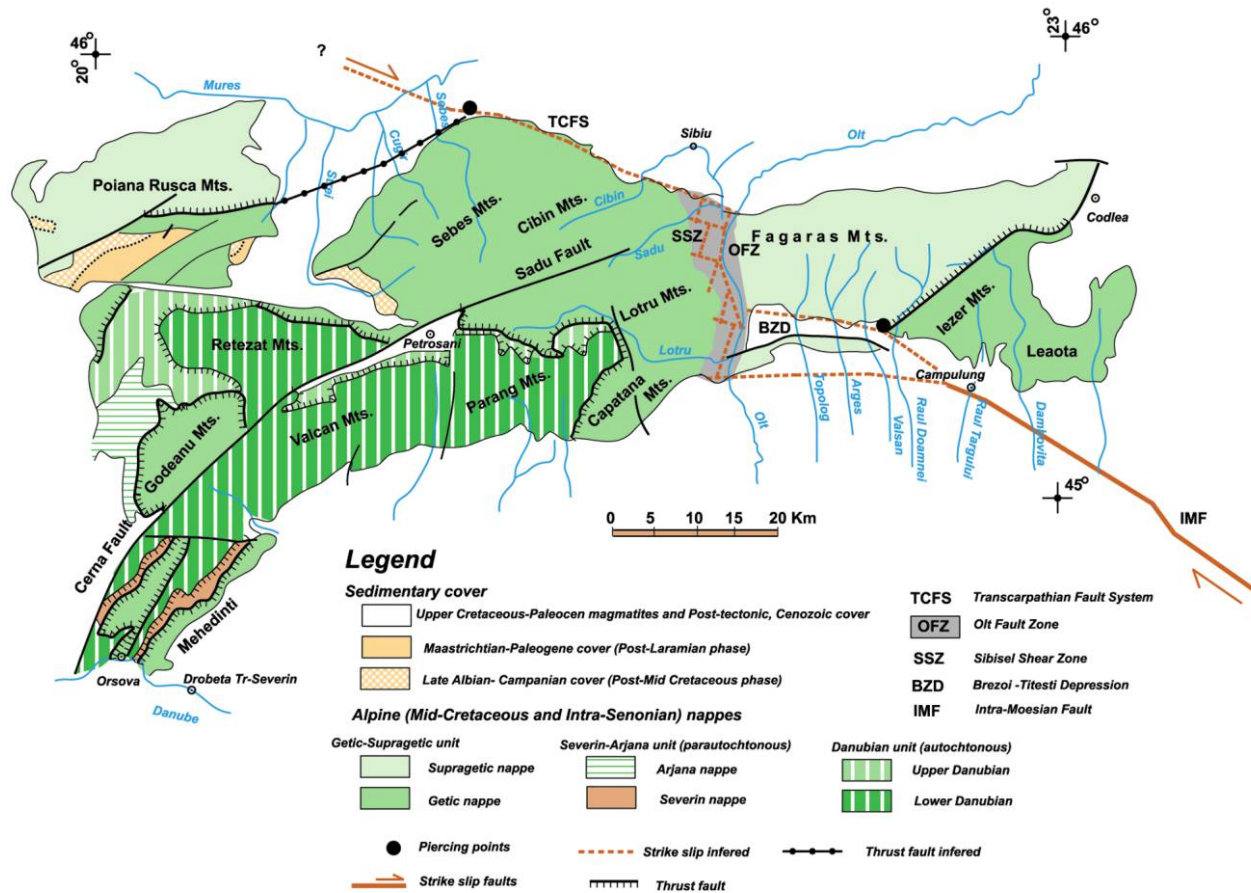 46°
20°
?
23°
46°
Mures
Sebes
Cugir
Strei
TCFS
Sibiu
Olt
Poiana Rusca Mts.
Sebes Mts.
Cibin Mts.
Cibin
Sadu Fault
Sadu
SSZ
OFZ
Fagaras Mts.
Codlea
Iezer Mts.
Leaota
Lotru Mts.
BZD
Retezat Mts.
Petrosani
Lotru
Parang Mts.
Capatana Mts.
Valcan Mts.
Campulung
Olt
Topolog
Arges
Valsan
Raul Doamnei
Raul Targului
Dambovita
Godeanu Mts.
45°
IMF
Cerna Fault
Mehedinti
Orsova
Drobeta Tr-Severin
Danube
0 5 10 15 20 Km
Legend
Sedimentary cover
Upper Cretaceous-Paleocen magmatites and Post-tectonic, Cenozoic cover
Maastrichtian-Paleogene cover (Post-Laramian phase)
Late Albian- Campanian cover (Post-Mid Cretaceous phase)
Alpine (Mid-Cretaceous and Intra-Senonian) nappes
Getic-Supragetic unit
Supragetic nappe
Getic nappe
Severin-Arjana unit (parautochtonous)
Arjana nappe
Severin nappe
Danubian unit (autochtonous)
Upper Danubian
Lower Danubian
Piercing points
Strike slip infered
Thrust fault infered
Strike slip faults
Thrust fault
TCFS Transcarpathian Fault System
OFZ Olt Fault Zone
SSZ Sibisel Shear Zone
BZD Brezoi -Titesti Depression
IMF Intra-Moesian Fault